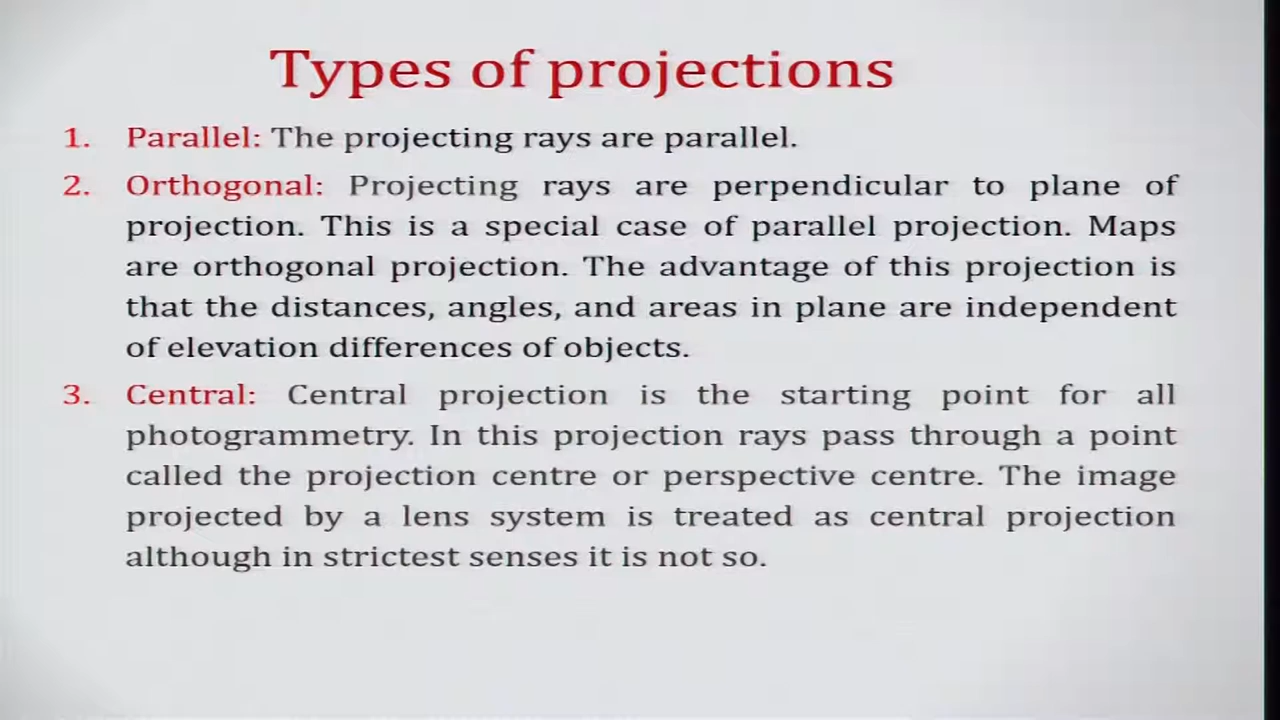 Types of projections
1. Parallel: The projecting rays are parallel.
2. Orthogonal: Projecting rays are perpendicular to plane of
projection. This is a special case of parallel projection. Maps
are orthogonal projection. The advantage of this projection is
that the distances, angles, and areas in plane are independent
of elevation differences of objects.
3. Central: Central projection is the starting point for all
photogrammetry. In this projection rays pass through a point
called the projection centre or perspective centre. The image
projected by a lens system is treated as central projection
although in strictest senses it is not so.